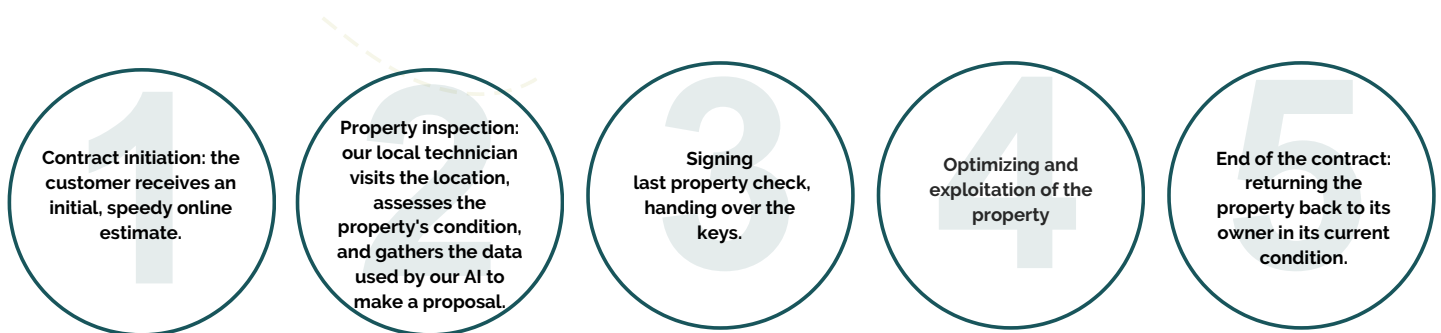 1
Contract initiation: the
customer receives an
initial, speedy online
estimate.
2
Property inspection:
our local technician
visits the location,
assesses the
property's condition,
and gathers the data
used by our AI to
make a proposal.
3
Signing
last property check,
handing over the
keys.
4
Optimizing and
exploitation of the
property
5
End of the contract:
returning the
property back to its
owner in its current
condition.